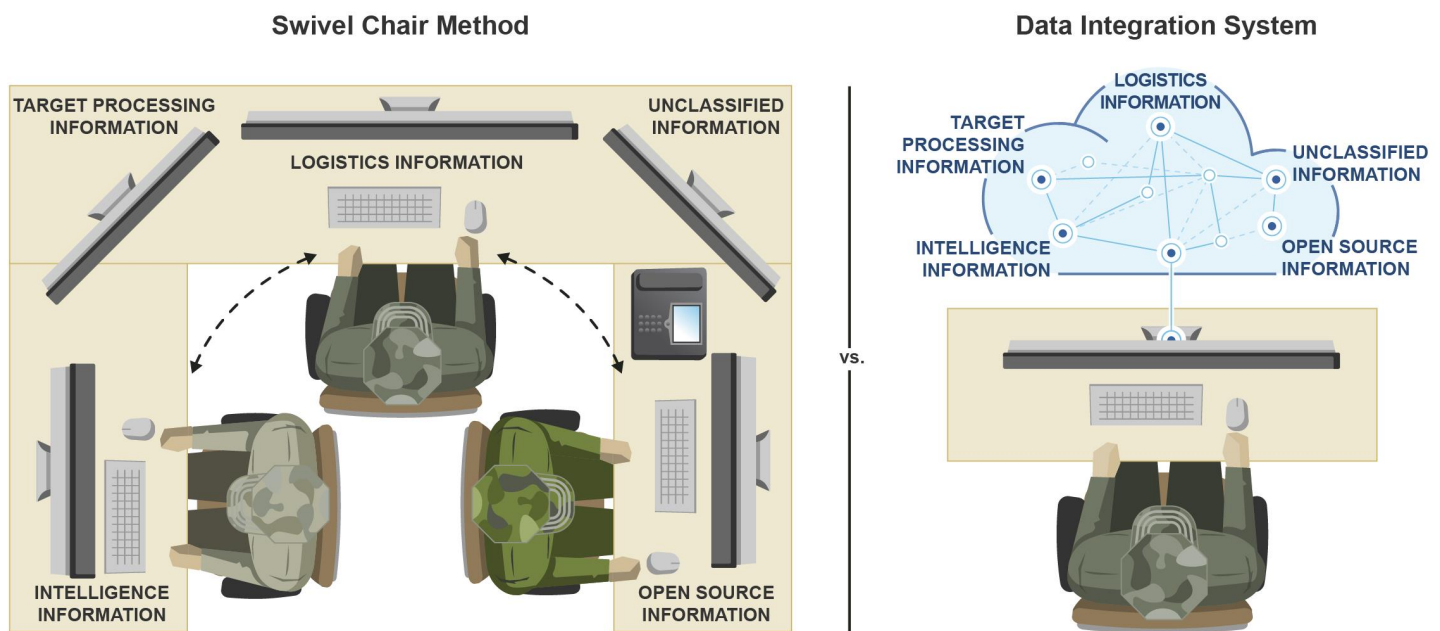 Swivel Chair Method
TARGET PROCESSING
INFORMATION
UNCLASSIFIED
INFORMATION
LOGISTICS INFORMATION
INTELLIGENCE
INFORMATION
OPEN SOURCE
INFORMATION
vs.
Data Integration System
LOGISTICS
INFORMATION
TARGET
PROCESSING
INFORMATION
UNCLASSIFIED
INFORMATION
INTELLIGENCE
INFORMATION
OPEN SOURCE
INFORMATION